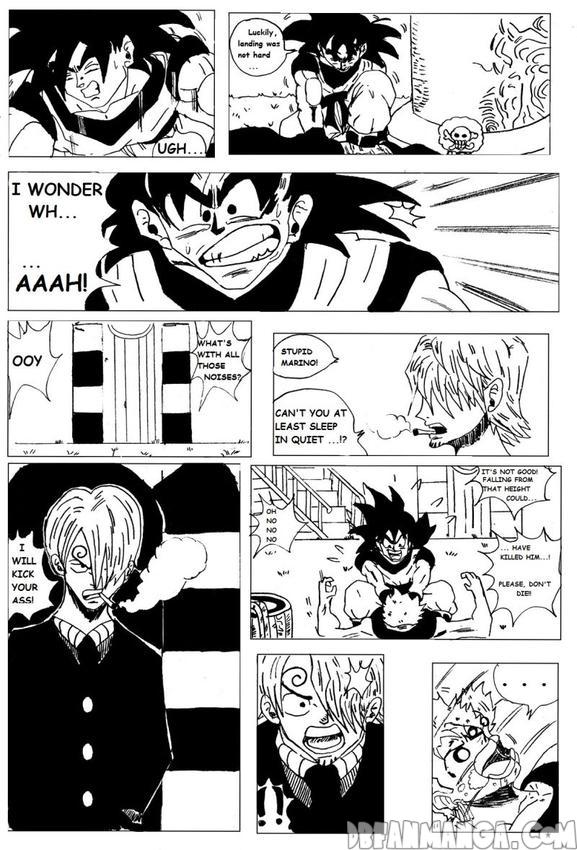 UGH....
Luckily,
landing was
not hard
...
I WONDER
WH...
...
AAAH!
OOY
WHAT'S
WITH ALL
THOSE
NOISES?
STUPID
MARINO!
CAN'T YOU AT
LEAST SLEEP
IN QUIET ...!?
I
WILL
KICK
YOUR
ASS!
OH
NO
NO
NO
IT'S NOT GOOD!
FALLING FROM
THAT HEIGHT
COULD...
... HAVE
KILLED HIM...!
PLEASE, DON'T
DIE!!
!!
. . .
DBFANMANGA.COM